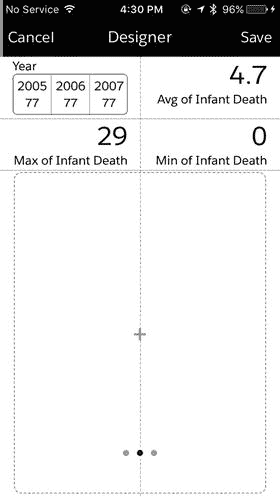 No Service 4:30 PM 96%
Cancel Designer Save
Year
2005 2006 2007
77 77 77
4.7
Avg of Infant Death
29
Max of Infant Death
0
Min of Infant Death
+